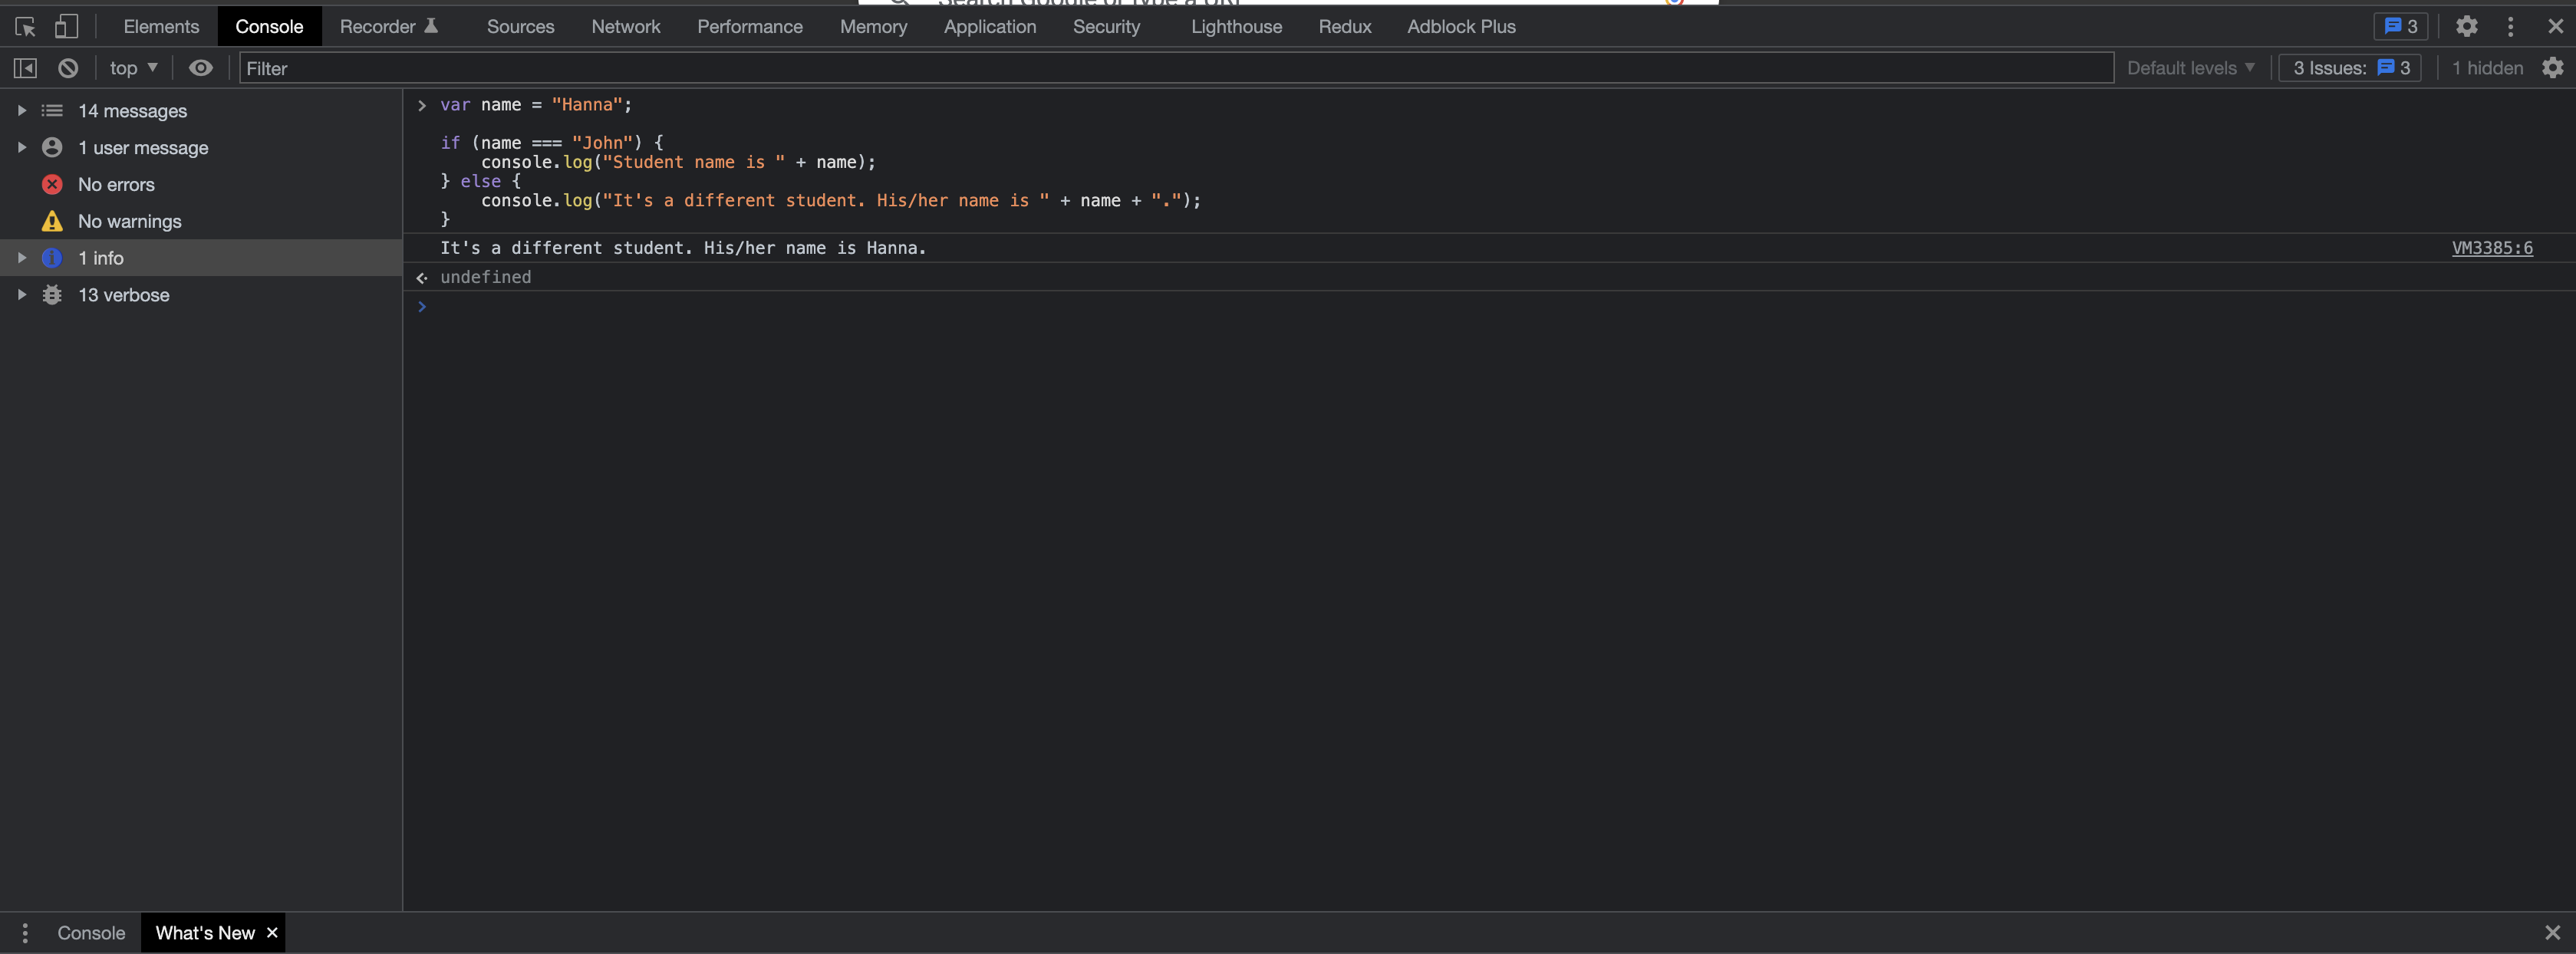 Elements Console Recorder Sources Network Performance Memory Application Security Lighthouse Redux Adblock Plus 3
top Filter Default levels 3 Issues: 3 1 hidden
14 messages
1 user message
No errors
No warnings
1 info
13 verbose
var name = "Hanna";
if (name === "John") {
console.log("Student name is " + name);
} else {
console.log("It's a different student. His/her name is " + name + ".");
}
It's a different student. His/her name is Hanna. VM3385:6
undefined
Console What's New